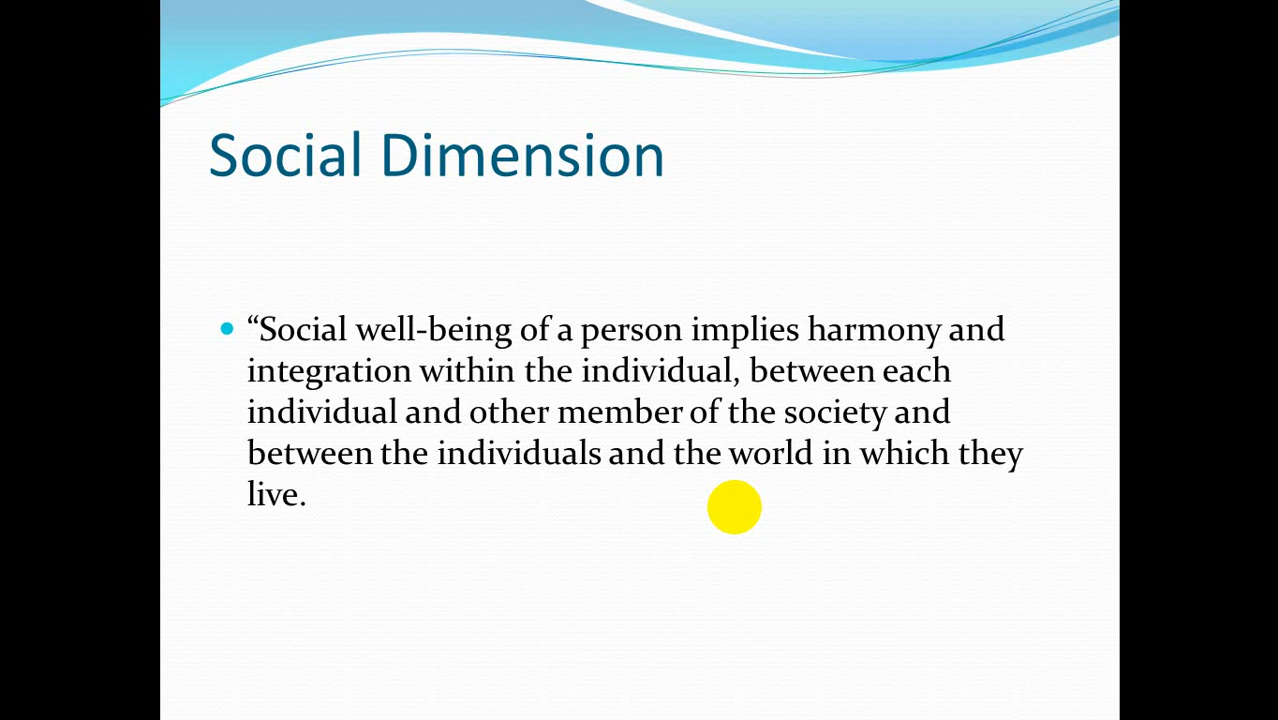 Social Dimension
“Social well-being of a person implies harmony and
integration within the individual, between each
individual and other member of the society and
between the individuals and the world in which they
live.